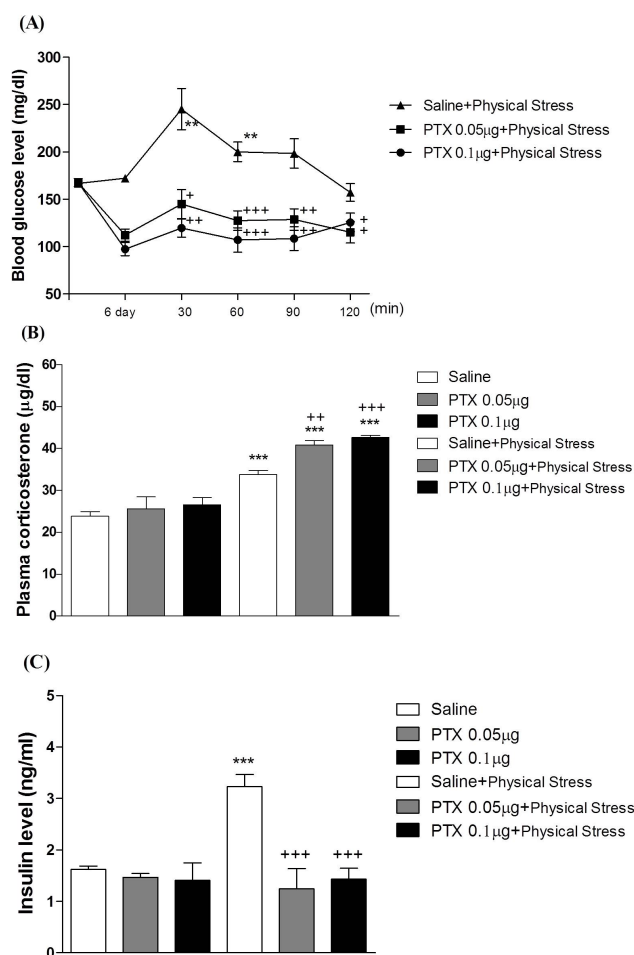 (A)
300
250
200
150
100
50
Blood glucose level (mg/dl)
**
**
+
+++
++
++
+++
++
+
+
6 day 30 60 90 120 (min)
Saline+Physical Stress
PTX 0.05μg+Physical Stress
PTX 0.1μg+Physical Stress
(B)
60
50
40
30
20
10
0
Plasma corticosterone (μg/dl)
***
++
***
+++
***
Saline
PTX 0.05μg
PTX 0.1μg
Saline+Physical Stress
PTX 0.05μg+Physical Stress
PTX 0.1μg+Physical Stress
(C)
5
4
3
2
1
0
Insulin level (ng/ml)
***
+++
+++
Saline
PTX 0.05μg
PTX 0.1μg
Saline+Physical Stress
PTX 0.05μg+Physical Stress
PTX 0.1μg+Physical Stress